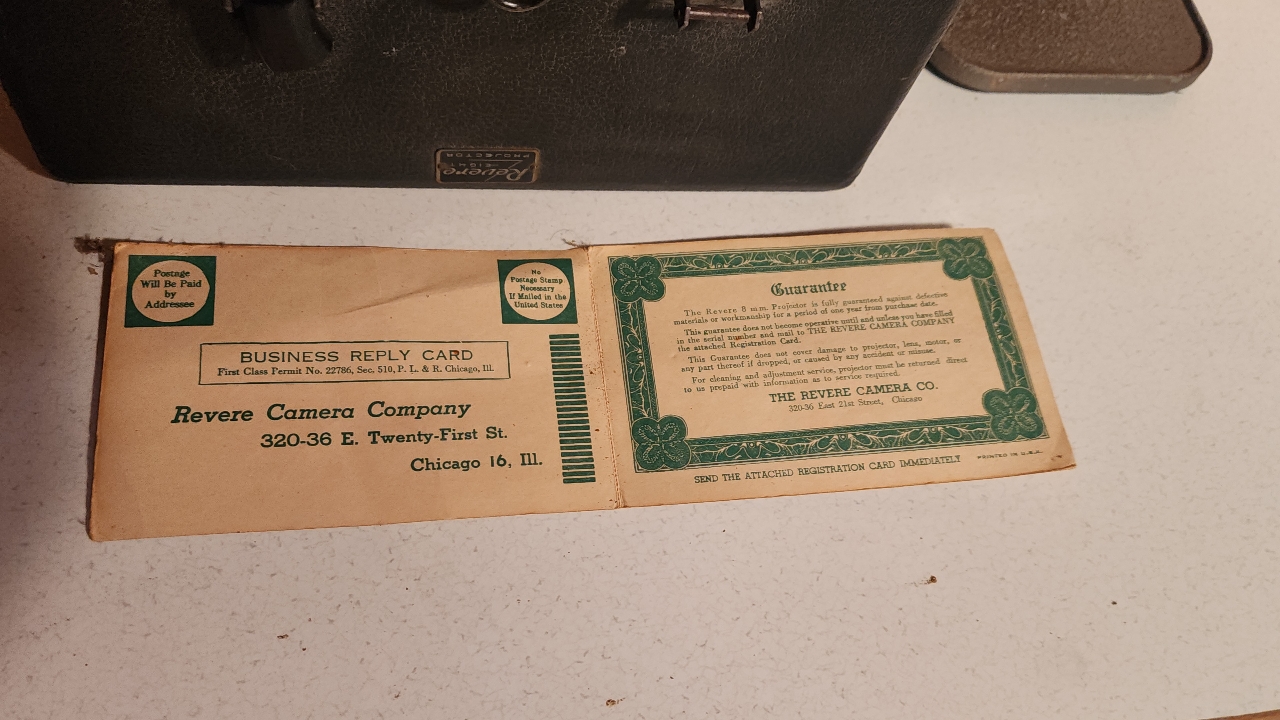 Revere
EIGHT
PROJECTOR
Postage
Will Be Paid
by
Addressee
No
Postage Stamp
Necessary
If Mailed in the
United States
BUSINESS REPLY CARD
First Class Permit No. 22786, Sec. 510, P. L. & R. Chicago, Ill.
Revere Camera Company
320-36 E. Twenty-First St.
Chicago 16, Ill.
Guarantee
The Revere 8 m.m. Projector is fully guaranteed against defective
materials or workmanship for a period of one year from purchase date.
This guarantee does not become operative until and unless you have filled
in the serial number and mail to THE REVERE CAMERA COMPANY
the attached Registration Card.
This Guarantee does not cover damage to projector, lens, motor, or
any part thereof if dropped, or caused by any accident or misuse.
For cleaning and adjustment service, projector must be returned direct
to us prepaid with information as to service required.
THE REVERE CAMERA CO.
320-36 East 21st Street, Chicago
SEND THE ATTACHED REGISTRATION CARD IMMEDIATELY
PRINTED IN U.S.A.